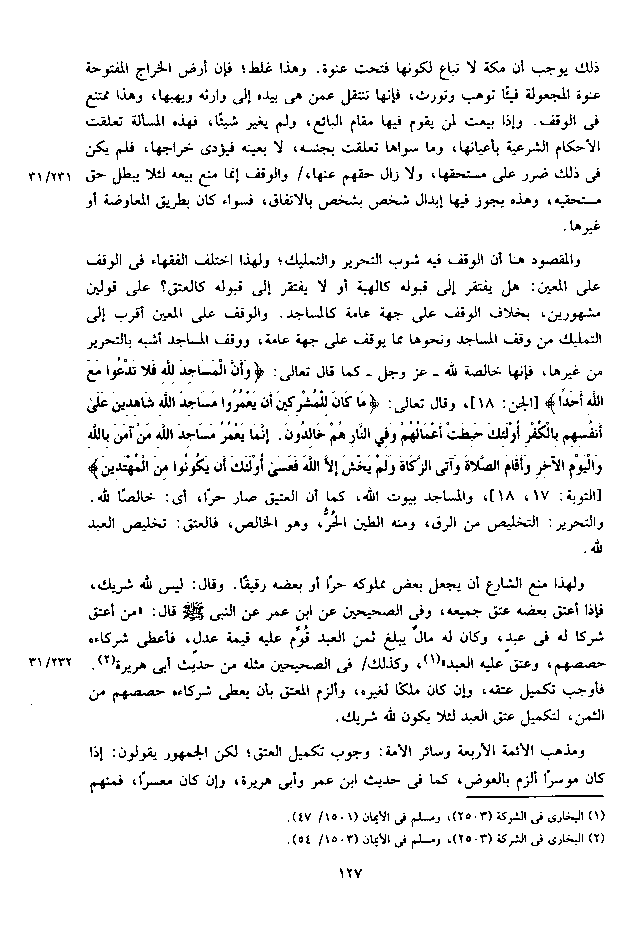 ذلك يوجب أن مكة لا تباع لكونها فتحت عنوة. وهذا غلط؛ فإن أرض الخراج المفتوحة
عنوة المجعولة فيئًا توهب وتورث، فإنها تنتقل عمن هى بيده إلى وارثه ويهبها، وهذا ممتنع
فى الوقف. وإذا بيعت لمن يقوم فيها مقام البائع، ولم يغير شيئًا، فهذه المسألة تعلقت
الأحكام الشرعية بأعيانها، وما سواها تعلقت بجنسه، لا بعينه فيؤدى خراجها، فلم يكن
فى ذلك ضرر على مستحقها، ولا زال حقهم عنها،/ والوقف إنما منع بيعه لئلا يبطل حق ٣١/٢٣١
مستحقيه، وهذه يجوز فيها إبدال شخص بشخص بالاتفاق، فسواء كان بطريق المعاوضة أو
غيرها.
والمقصود هنا أن الوقف فيه شوب التحرير والتمليك؛ ولهذا اختلف الفقهاء فى الوقف
على المعين: هل يفتقر إلى قبوله كالهبة أو لا يفتقر إلى قبوله كالعتق؟ على قولين
مشهورين، بخلاف الوقف على جهة عامة كالمساجد. والوقف على المعين أقرب إلى
التمليك من وقف المساجد ونحوها مما يوقف على جهة عامة، ووقف المساجد أشبه بالتحرير
من غيرها، فإنها خالصة لله ـ عز وجل ـ كما قال تعالى: ﴿وَأَنَّ الْمَسَاجِدَ لِلَّهِ فَلا تَدْعُوا مَعَ
اللَّهِ أَحَدًا﴾ [الجن: ١٨]، وقال تعالى: ﴿مَا كَانَ لِلْمُشْرِكِينَ أَن يَعْمُرُوا مَسَاجِدَ اللَّهِ شَاهِدِينَ عَلَىٰ
أَنفُسِهِم بِالْكُفْرِ أُوْلَئِكَ حَبِطَتْ أَعْمَالُهُمْ وَفِي النَّارِ هُمْ خَالِدُونَ. إِنَّمَا يَعْمُرُ مَسَاجِدَ اللَّهِ مَنْ آمَنَ بِاللَّهِ
وَالْيَوْمِ الآخِرِ وَأَقَامَ الصَّلاةَ وَآتَى الزَّكَاةَ وَلَمْ يَخْشَ إِلاَّ اللَّهَ فَعَسَىٰ أُوْلَئِكَ أَن يَكُونُوا مِنَ الْمُهْتَدِينَ﴾
[التوبة: ١٧، ١٨]، والمساجد بيوت الله، كما أن العتيق صار حرًا، أى: خالصًا لله.
والتحرير: التخليص من الرق، ومنه الطين الحُرُّ، وهو الخالص، فالعتق: تخليص العبد
لله.
ولهذا منع الشارع أن يجعل بعض مملوكه حرًا أو بعضه رقيقًا. وقال: ليس لله شريك،
فإذا أعتق بعضه عتق جميعه، وفى الصحيحين عن ابن عمر عن النبى ﷺ قال: «من أعتق
شركا له فى عبدٍ، وكان له مالٌ يبلغ ثمن العبد قُومِّ عليه قيمة عدلٍ، فأعطى شركاءه
حصصهم، وعتق عليه العبد»(١)، وكذلك/ فى الصحيحين مثله من حديث أبى هريرة(٢). ٣١/٢٣٢
فأوجب تكميل عتقه، وإن كان ملكًا لغيره، وألزم المعتق بأن يعطى شركاءه حصصهم من
الثمن، لتكميل عتق العبد لئلا يكون لله شريك.
ومذهب الأئمة الأربعة وسائر الأمة: وجوب تكميل العتق؛ لكن الجمهور يقولون: إذا
كان موسرًا ألزم بالعوض، كما فى حديث ابن عمر وأبى هريرة، وإن كان معسرًا، فمنهم
(١) البخارى فى الشركة (٢٥٠٣)، ومسلم فى الأيمان (١٥٠١/ ٤٧).
(٢) البخارى فى الشركة (٢٥٠٣)، ومسلم فى الأيمان (١٥٠٣/ ٥٤).
١٢٧